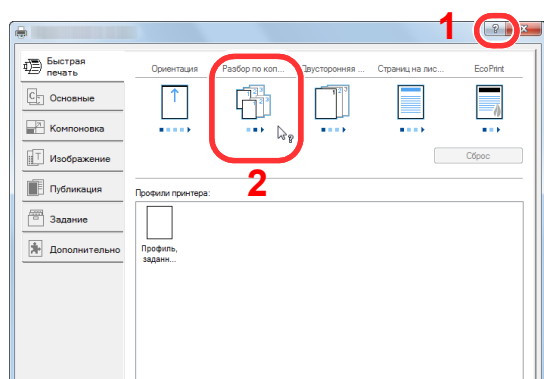 1
?
Быстрая
печать
Основные
Компоновка
Изображение
Публикация
Задание
Дополнительно
Ориентация
Разбор по коп...
Двусторонняя ...
Страниц на лис...
EcoPrint
2
Сброс
Профили принтера:
Профиль,
заданн...